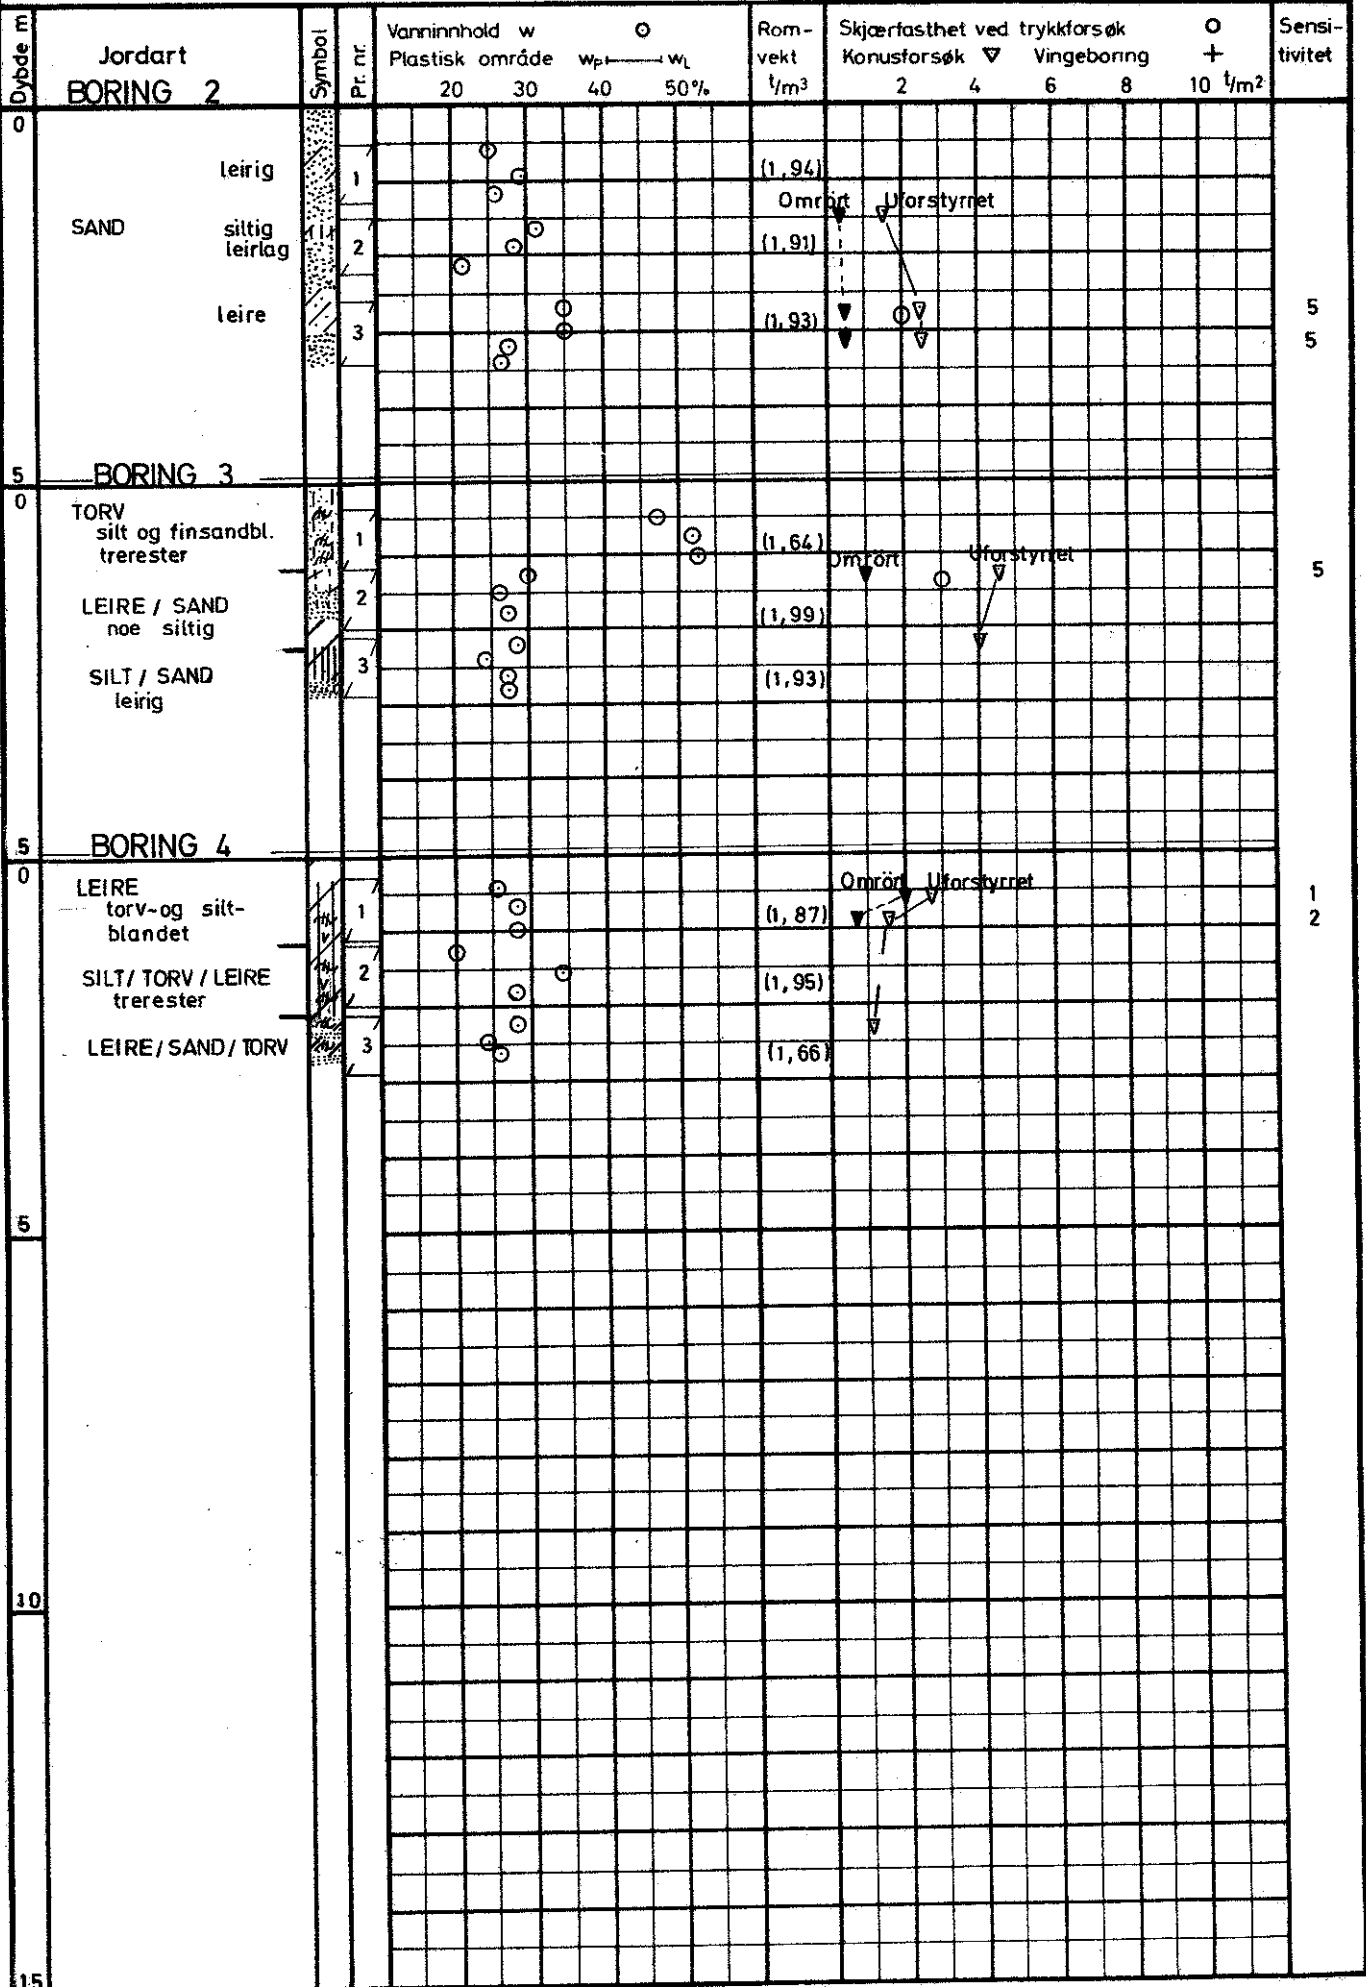 Dybde m
Jordart
BORING 2
Symbol
Pr. nr.
Vanninnhold w
Plastisk område wP wL
20 30 40 50%
Rom-
vekt
t/m³
Skjærfasthet ved trykkforsøk
Konusforsøk Vingeboring
2 4 6 8 10 t/m²
Sensi-
tivitet
0
leirig
1
(1,94)
Omrört Uforstyrret
SAND
siltig
leirlag
2
(1,91)
leire
3
(1,93)
5
5
5
BORING 3
0
TORV
silt og finsandbl.
trerester
1
(1,64)
Omrört Uforstyrret
5
LEIRE / SAND
noe siltig
2
(1,99)
SILT / SAND
leirig
3
(1,93)
5
BORING 4
0
LEIRE
torv-og silt-
blandet
1
(1,87)
Omrört Uforstyrret
1
2
SILT/ TORV / LEIRE
trerester
2
(1,95)
LEIRE/SAND/TORV
3
(1,66)
5
10
15